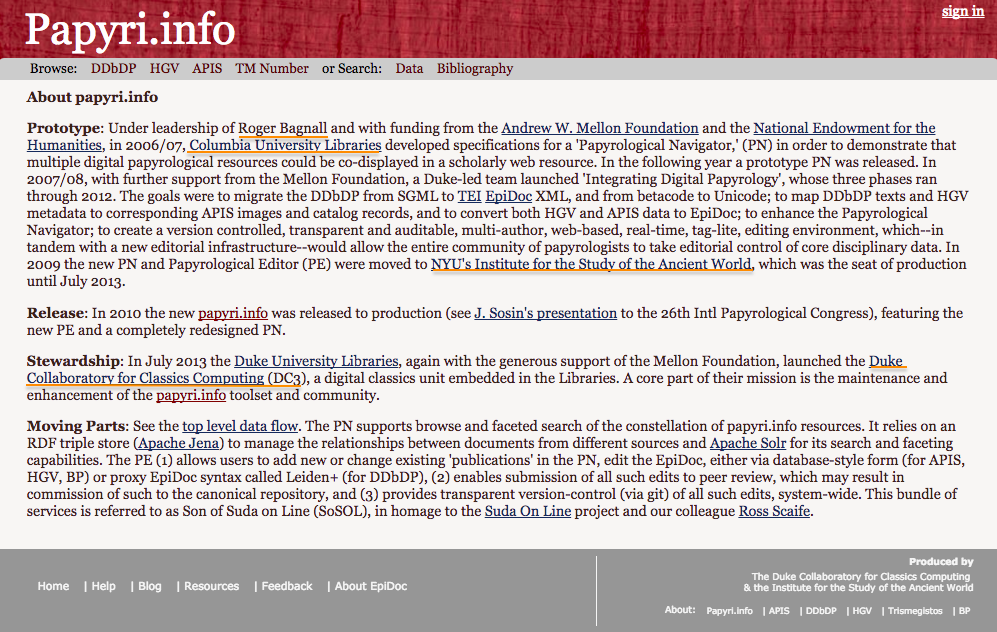 Papyri.info
sign in
Browse: DDbDP HGV APIS TM Number or Search: Data Bibliography
About papyri.info
Prototype: Under leadership of Roger Bagnall and with funding from the Andrew W. Mellon Foundation and the National Endowment for the
Humanities, in 2006/07, Columbia University Libraries developed specifications for a 'Papyrological Navigator,' (PN) in order to demonstrate that
multiple digital papyrological resources could be co-displayed in a scholarly web resource. In the following year a prototype PN was released. In
2007/08, with further support from the Mellon Foundation, a Duke-led team launched 'Integrating Digital Papyrology', whose three phases ran
through 2012. The goals were to migrate the DDbDP from SGML to TEI EpiDoc XML, and from betacode to Unicode; to map DDbDP texts and HGV
metadata to corresponding APIS images and catalog records, and to convert both HGV and APIS data to EpiDoc; to enhance the Papyrological
Navigator; to create a version controlled, transparent and auditable, multi-author, web-based, real-time, tag-lite, editing environment, which--in
tandem with a new editorial infrastructure--would allow the entire community of papyrologists to take editorial control of core disciplinary data. In
2009 the new PN and Papyrological Editor (PE) were moved to NYU's Institute for the Study of the Ancient World, which was the seat of production
until July 2013.
Release: In 2010 the new papyri.info was released to production (see J. Sosin's presentation to the 26th Intl Papyrological Congress), featuring the
new PE and a completely redesigned PN.
Stewardship: In July 2013 the Duke University Libraries, again with the generous support of the Mellon Foundation, launched the Duke
Collaboratory for Classics Computing (DC3), a digital classics unit embedded in the Libraries. A core part of their mission is the maintenance and
enhancement of the papyri.info toolset and community.
Moving Parts: See the top level data flow. The PN supports browse and faceted search of the constellation of papyri.info resources. It relies on an
RDF triple store (Apache Jena) to manage the relationships between documents from different sources and Apache Solr for its search and faceting
capabilities. The PE (1) allows users to add new or change existing 'publications' in the PN, edit the EpiDoc, either via database-style form (for APIS,
HGV, BP) or proxy EpiDoc syntax called Leiden+ (for DDbDP), (2) enables submission of all such edits to peer review, which may result in
commission of such to the canonical repository, and (3) provides transparent version-control (via git) of all such edits, system-wide. This bundle of
services is referred to as Son of Suda on Line (SoSOL), in homage to the Suda On Line project and our colleague Ross Scaife.
Home | Help | Blog | Resources | Feedback | About EpiDoc
Produced by
The Duke Collaboratory for Classics Computing
& the Institute for the Study of the Ancient World
About: Papyri.info | APIS | DDbDP | HGV | Trismegistos | BP